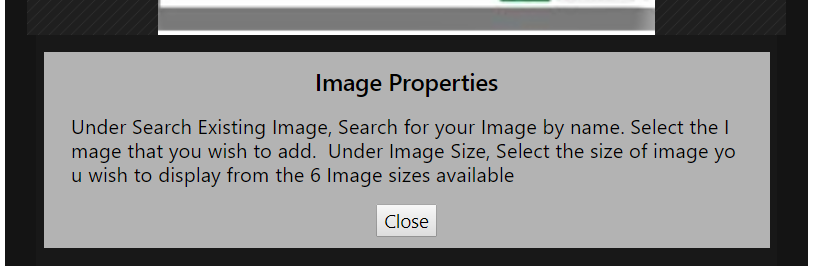 Image Properties
Under Search Existing Image, Search for your Image by name. Select the I
mage that you wish to add.  Under Image Size, Select the size of image yo
u wish to display from the 6 Image sizes available
Close